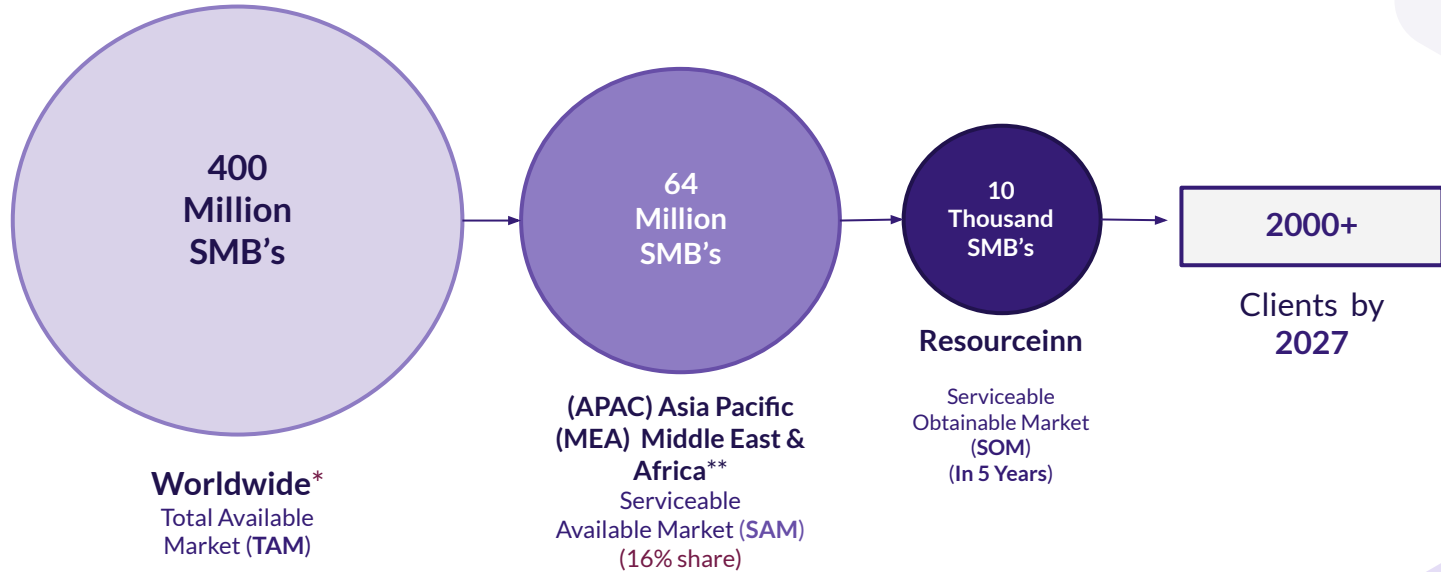 400
Million
SMB’s
Worldwide*
Total Available
Market (TAM)
64
Million
SMB’s
(APAC) Asia Pacific
(MEA) Middle East &
Africa**
Serviceable
Available Market (SAM)
(16% share)
10
Thousand
SMB’s
Resourceinn
Serviceable
Obtainable Market
(SOM)
(In 5 Years)
2000+
Clients by
2027